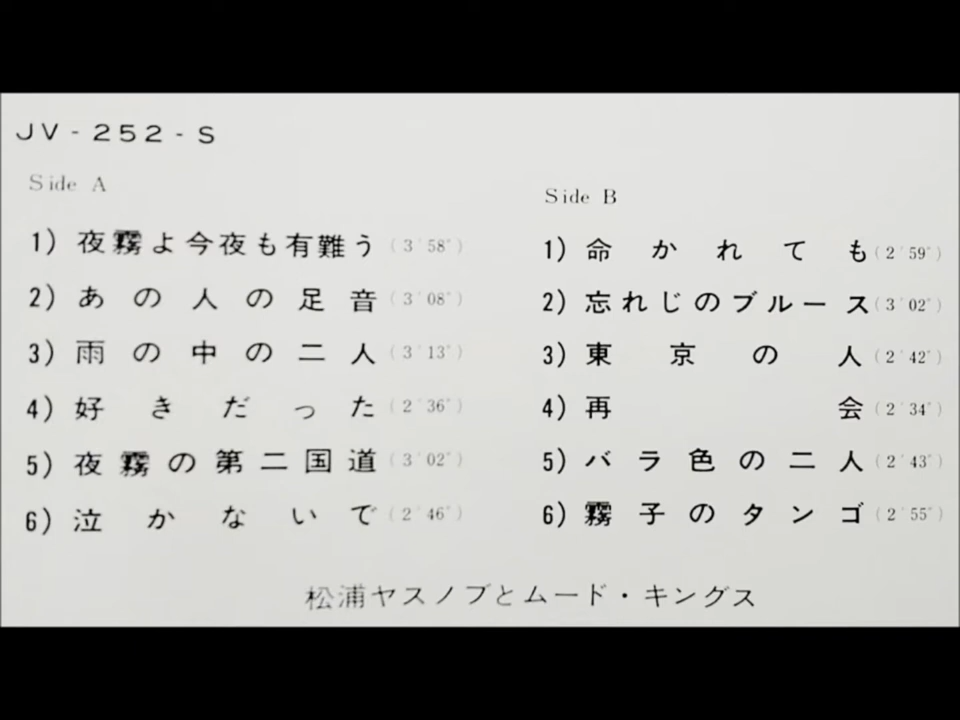 JV-252-S
Side A
1) 夜霧よ今夜も有難う (3'58")
2) あの人の足音 (3'08")
3) 雨の中の二人 (3'13")
4) 好きだった (2'36")
5) 夜霧の第二国道 (3'02")
6) 泣かないで (2'46")
Side B
1) 命かれても (2'59")
2) 忘れじのブルース (3'02")
3) 東京の人 (2'42")
4) 再会 (2'34")
5) バラ色の二人 (2'43")
6) 霧子のタンゴ (2'55")
松浦ヤスノブとムード・キングス